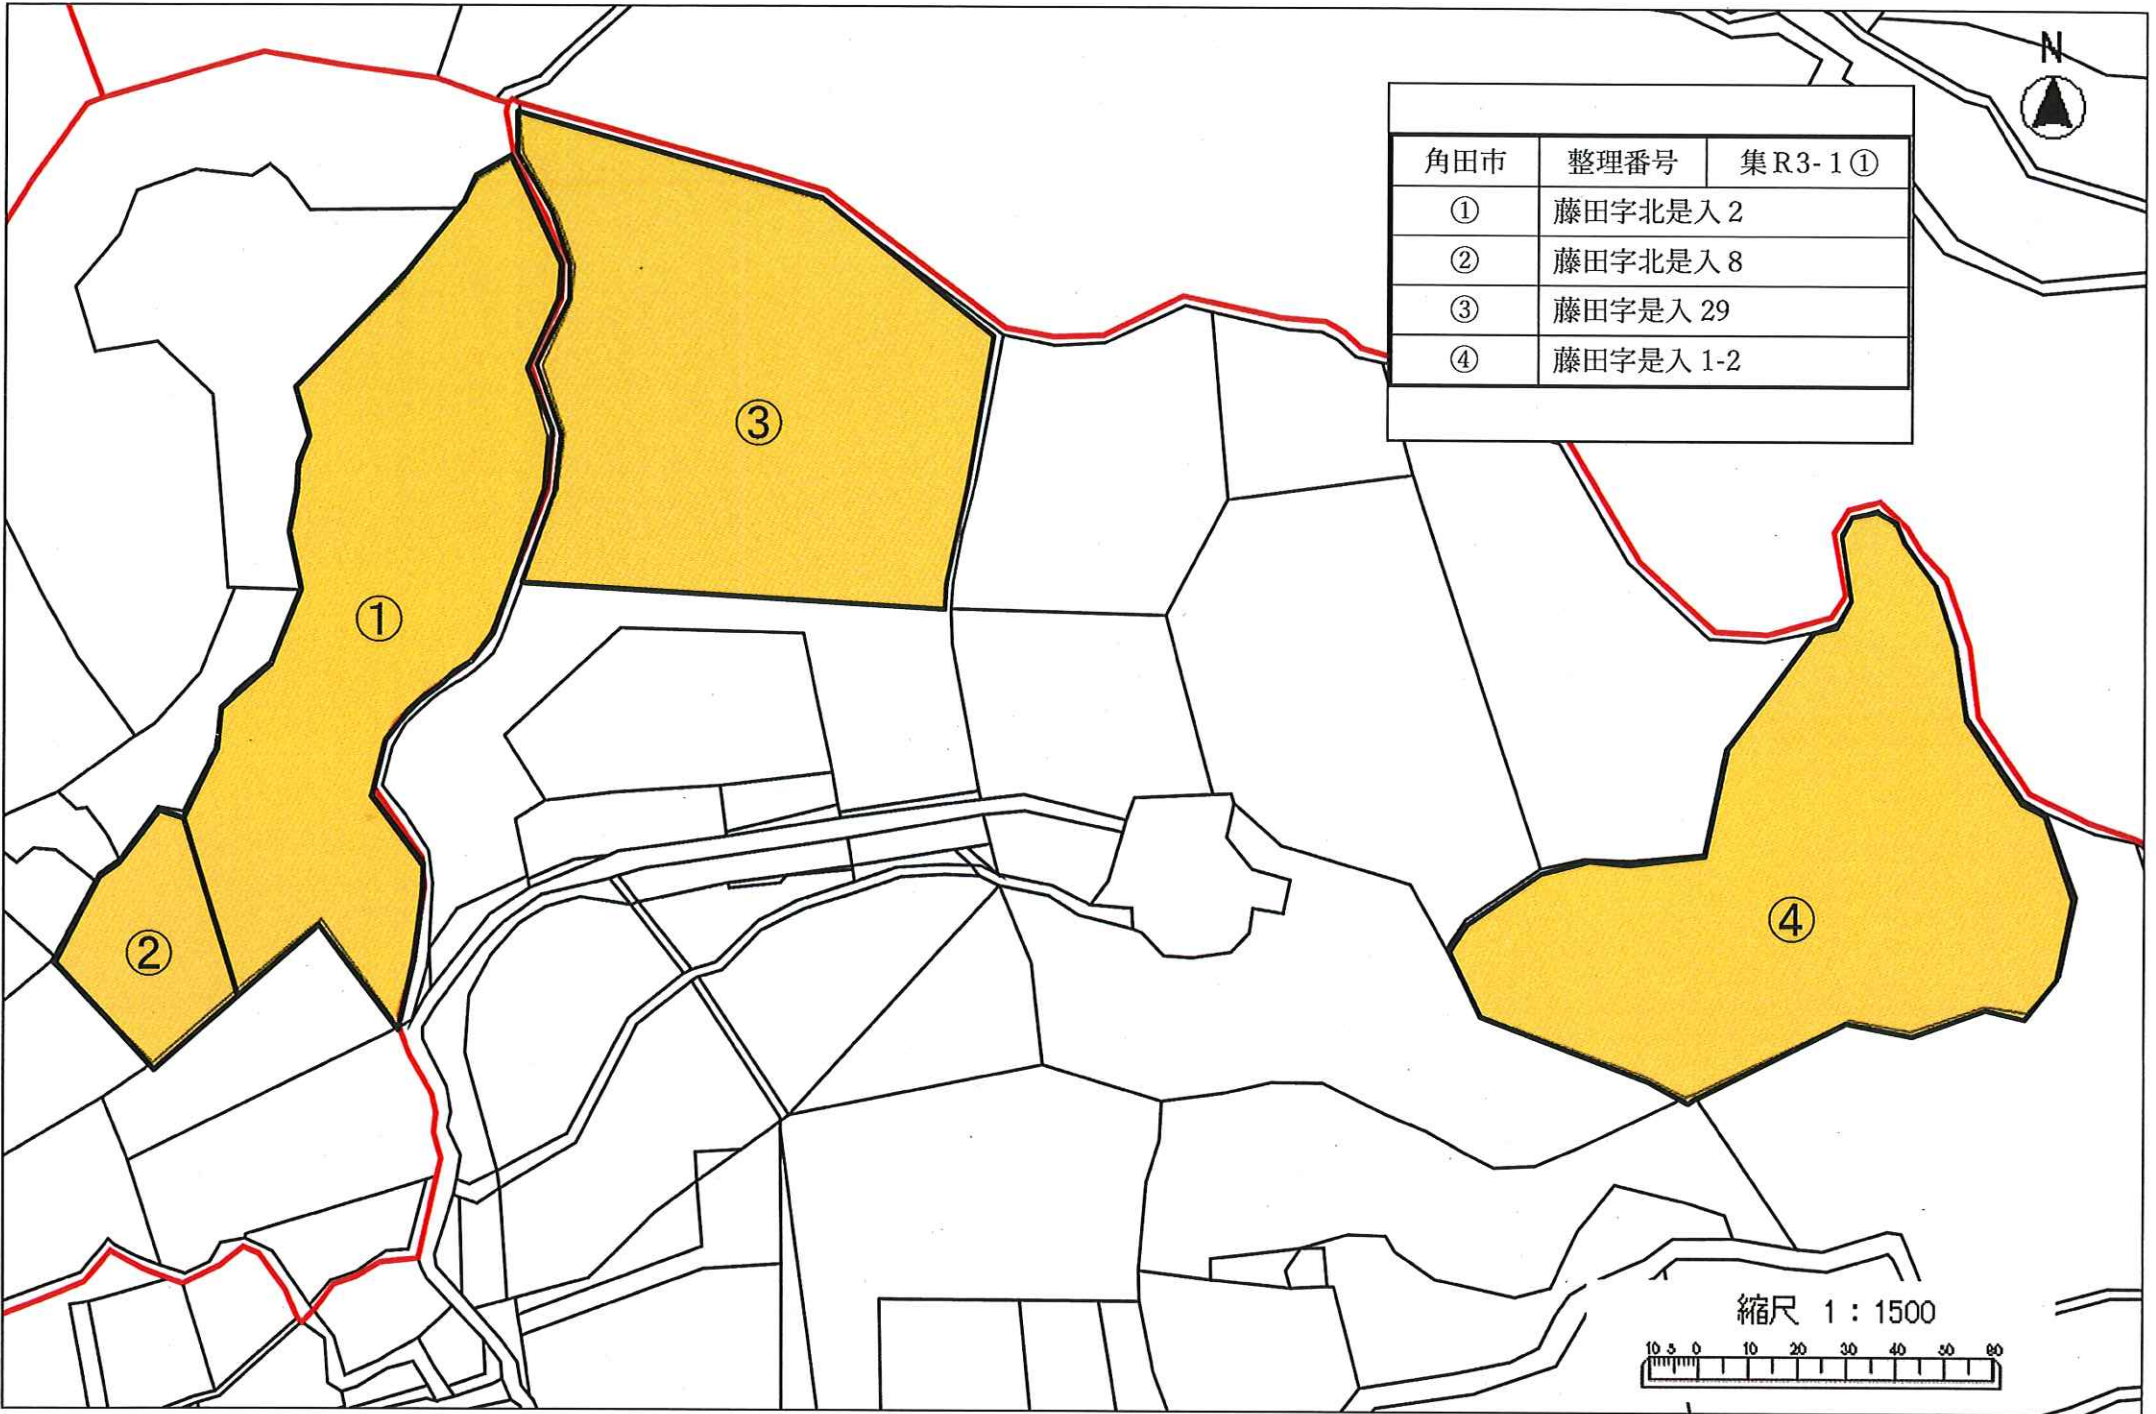 N
角田市 整理番号 集R3-1①
① 藤田字北是入2
② 藤田字北是入8
③ 藤田字是入29
④ 藤田字是入1-2
③
①
④
②
縮尺 1:1500
10 5 0 10 20 30 40 50 60